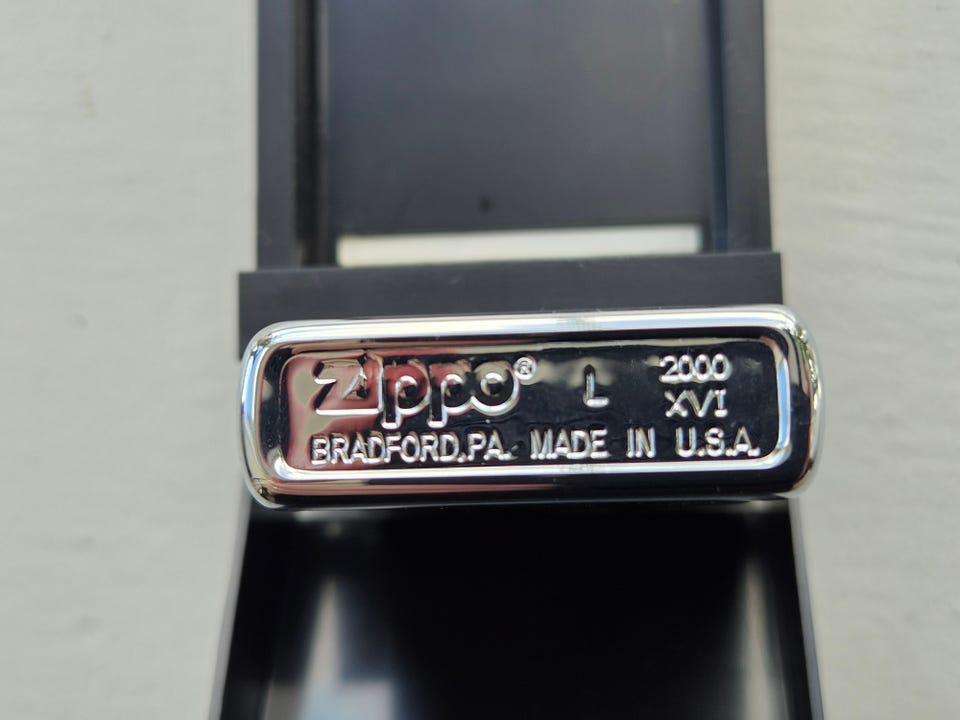 Zippo® L 2000
XVI
BRADFORD, PA. MADE IN U.S.A.